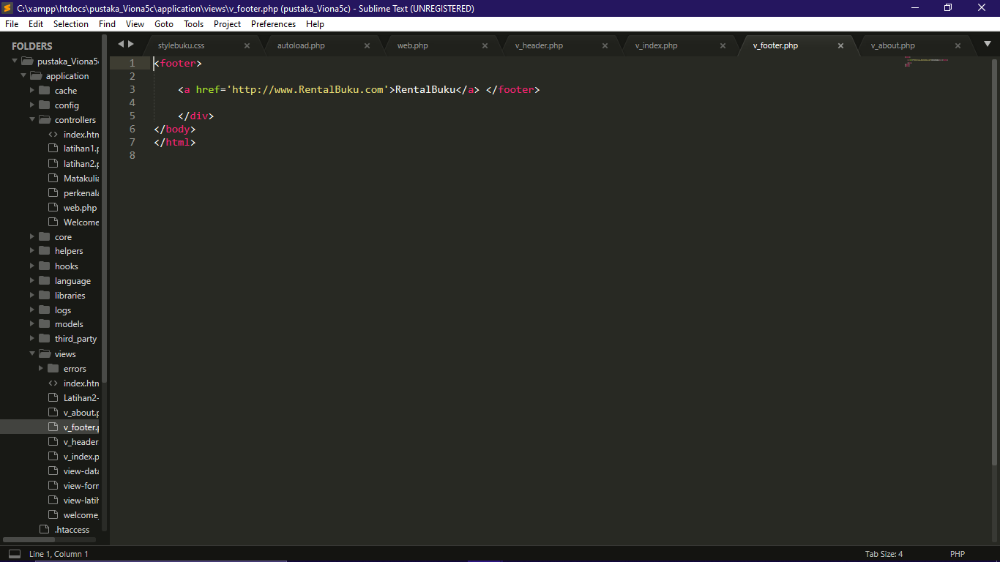 C:\xampp\htdocs\pustaka_Viona5c\application\views\v_footer.php (pustaka_Viona5c) - Sublime Text (UNREGISTERED)
File Edit Selection Find View Goto Tools Project Preferences Help
FOLDERS
pustaka_Viona5
application
cache
config
controllers
index.htm
latihan1.p
latihan2.p
Matakulia
perkenala
web.php
Welcome
core
helpers
hooks
language
libraries
logs
models
third_party
views
errors
index.htm
Latihan2-
v_about.p
v_footer.p
v_header
v_index.p
view-data
view-forn
view-latih
welcome_
.htaccess
stylebuku.css autoload.php web.php v_header.php v_index.php v_footer.php v_about.php
1 <footer>
2
3 <a href='http://www.RentalBuku.com'>RentalBuku</a> </footer>
4
5 </div>
6 </body>
7 </html>
8
Line 1, Column 1 Tab Size: 4 PHP